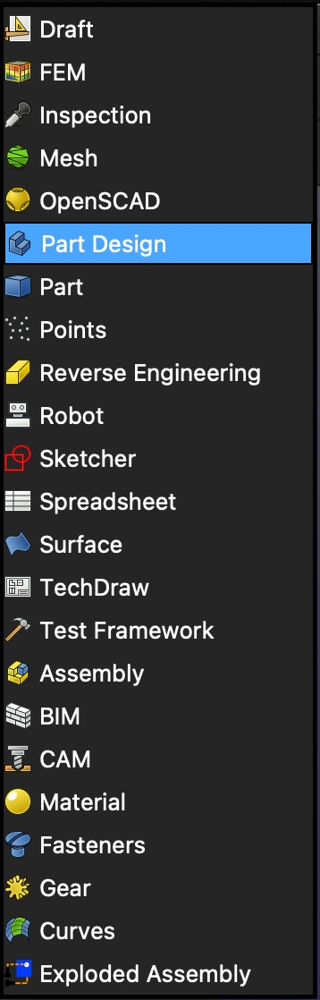 Draft
FEM
Inspection
Mesh
OpenSCAD
Part Design
Part
Points
Reverse Engineering
Robot
Sketcher
Spreadsheet
Surface
TechDraw
Test Framework
Assembly
BIM
CAM
Material
Fasteners
Gear
Curves
Exploded Assembly